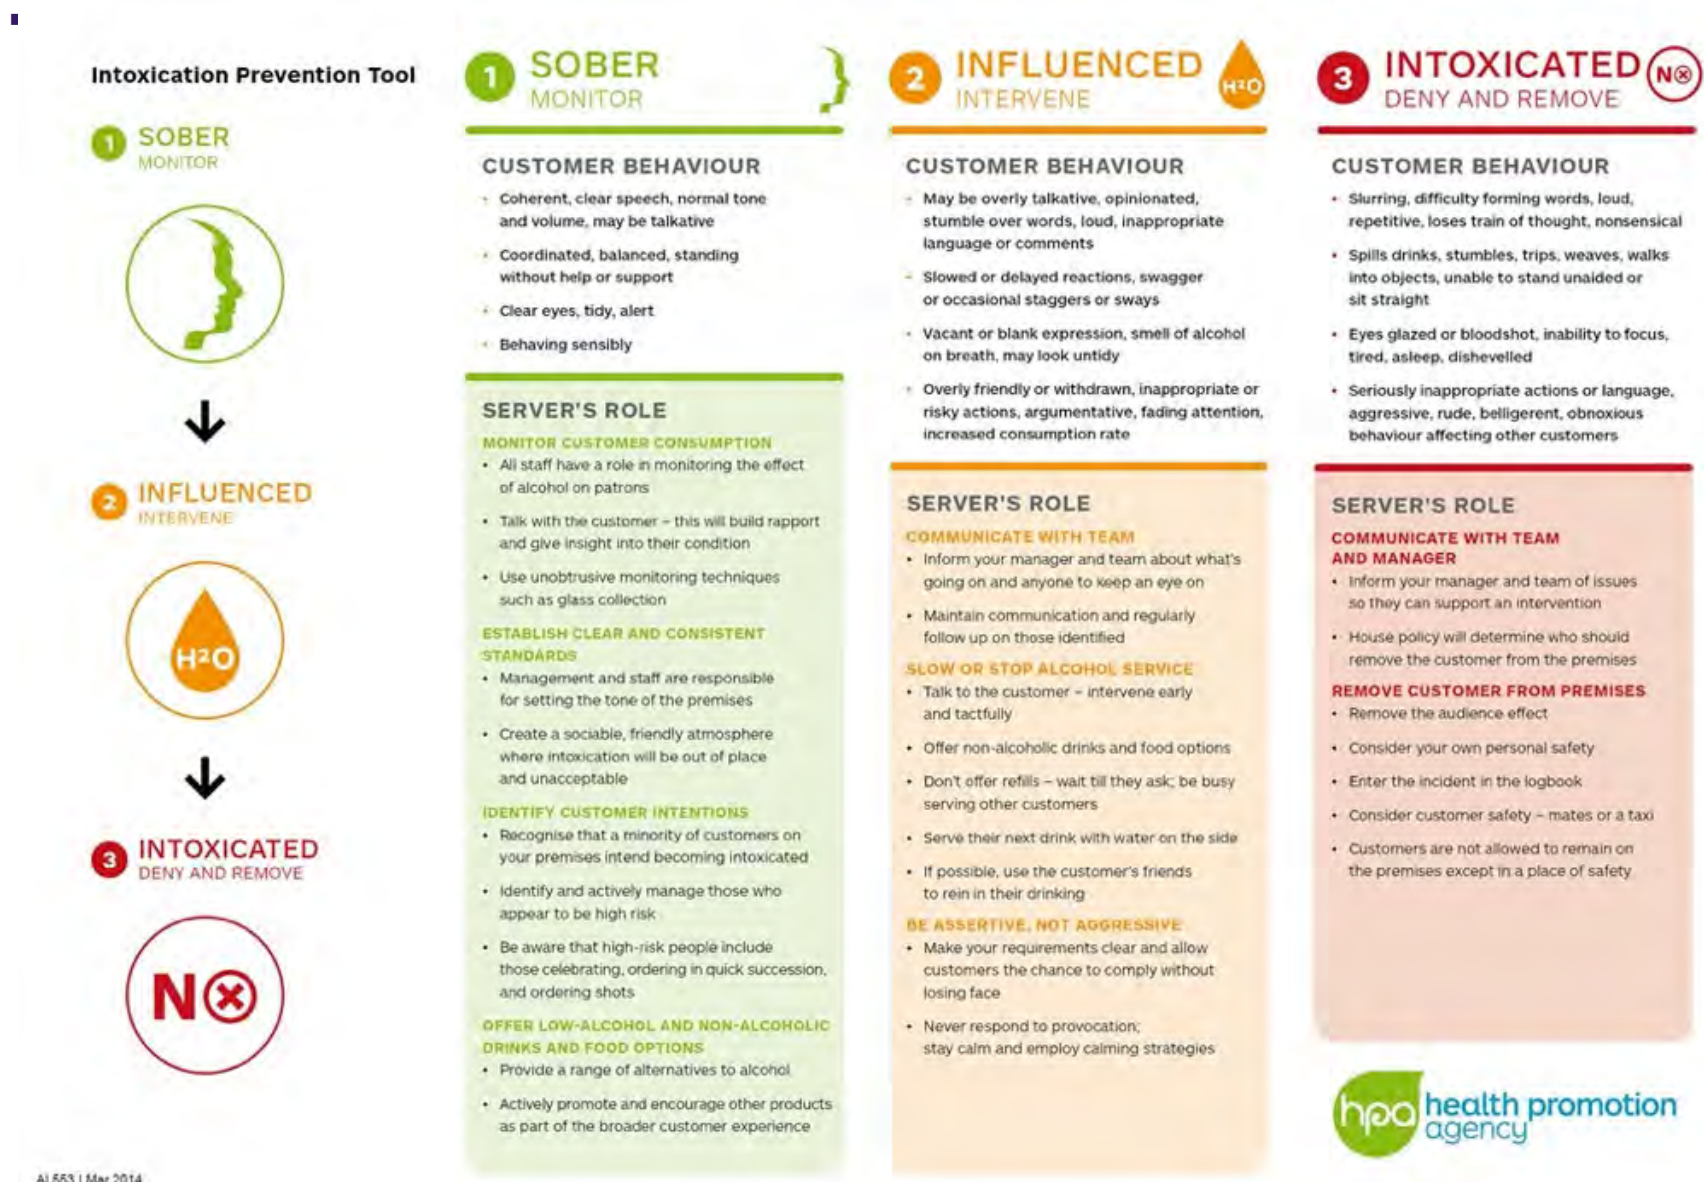 Intoxication Prevention Tool
1 SOBER
MONITOR
2 INFLUENCED
INTERVENE
H²O
3 INTOXICATED
DENY AND REMOVE
NO
AL553 | Mar 2014
1 SOBER
MONITOR
CUSTOMER BEHAVIOUR
• Coherent, clear speech, normal tone
and volume, may be talkative
• Coordinated, balanced, standing
without help or support
• Clear eyes, tidy, alert
• Behaving sensibly
SERVER'S ROLE
MONITOR CUSTOMER CONSUMPTION
• All staff have a role in monitoring the effect
of alcohol on patrons
• Talk with the customer – this will build rapport
and give insight into their condition
• Use unobtrusive monitoring techniques
such as glass collection
ESTABLISH CLEAR AND CONSISTENT
STANDARDS
• Management and staff are responsible
for setting the tone of the premises
• Create a sociable, friendly atmosphere
where intoxication will be out of place
and unacceptable
IDENTIFY CUSTOMER INTENTIONS
• Recognise that a minority of customers on
your premises intend becoming intoxicated
• Identify and actively manage those who
appear to be high risk
• Be aware that high-risk people include
those celebrating, ordering in quick succession,
and ordering shots
OFFER LOW-ALCOHOL AND NON-ALCOHOLIC
DRINKS AND FOOD OPTIONS
• Provide a range of alternatives to alcohol
• Actively promote and encourage other products
as part of the broader customer experience
2 INFLUENCED
INTERVENE
H²O
CUSTOMER BEHAVIOUR
• May be overly talkative, opinionated,
stumble over words, loud, inappropriate
language or comments
• Slowed or delayed reactions, swagger
or occasional staggers or sways
• Vacant or blank expression, smell of alcohol
on breath, may look untidy
• Overly friendly or withdrawn, inappropriate or
risky actions, argumentative, fading attention,
increased consumption rate
SERVER'S ROLE
COMMUNICATE WITH TEAM
• Inform your manager and team about what's
going on and anyone to keep an eye on
• Maintain communication and regularly
follow up on those identified
SLOW OR STOP ALCOHOL SERVICE
• Talk to the customer – intervene early
and tactfully
• Offer non-alcoholic drinks and food options
• Don't offer refills – wait till they ask; be busy
serving other customers
• Serve their next drink with water on the side
• If possible, use the customer's friends
to rein in their drinking
BE ASSERTIVE, NOT AGGRESSIVE
• Make your requirements clear and allow
customers the chance to comply without
losing face
• Never respond to provocation;
stay calm and employ calming strategies
3 INTOXICATED
DENY AND REMOVE
NO
CUSTOMER BEHAVIOUR
• Slurring, difficulty forming words, loud,
repetitive, loses train of thought, nonsensical
• Spills drinks, stumbles, trips, weaves, walks
into objects, unable to stand unaided or
sit straight
• Eyes glazed or bloodshot, inability to focus,
tired, asleep, dishevelled
• Seriously inappropriate actions or language,
aggressive, rude, belligerent, obnoxious
behaviour affecting other customers
SERVER'S ROLE
COMMUNICATE WITH TEAM
AND MANAGER
• Inform your manager and team of issues
so they can support an intervention
• House policy will determine who should
remove the customer from the premises
REMOVE CUSTOMER FROM PREMISES
• Remove the audience effect
• Consider your own personal safety
• Enter the incident in the logbook
• Consider customer safety – mates or a taxi
• Customers are not allowed to remain on
the premises except in a place of safety
hpa health promotion
agency